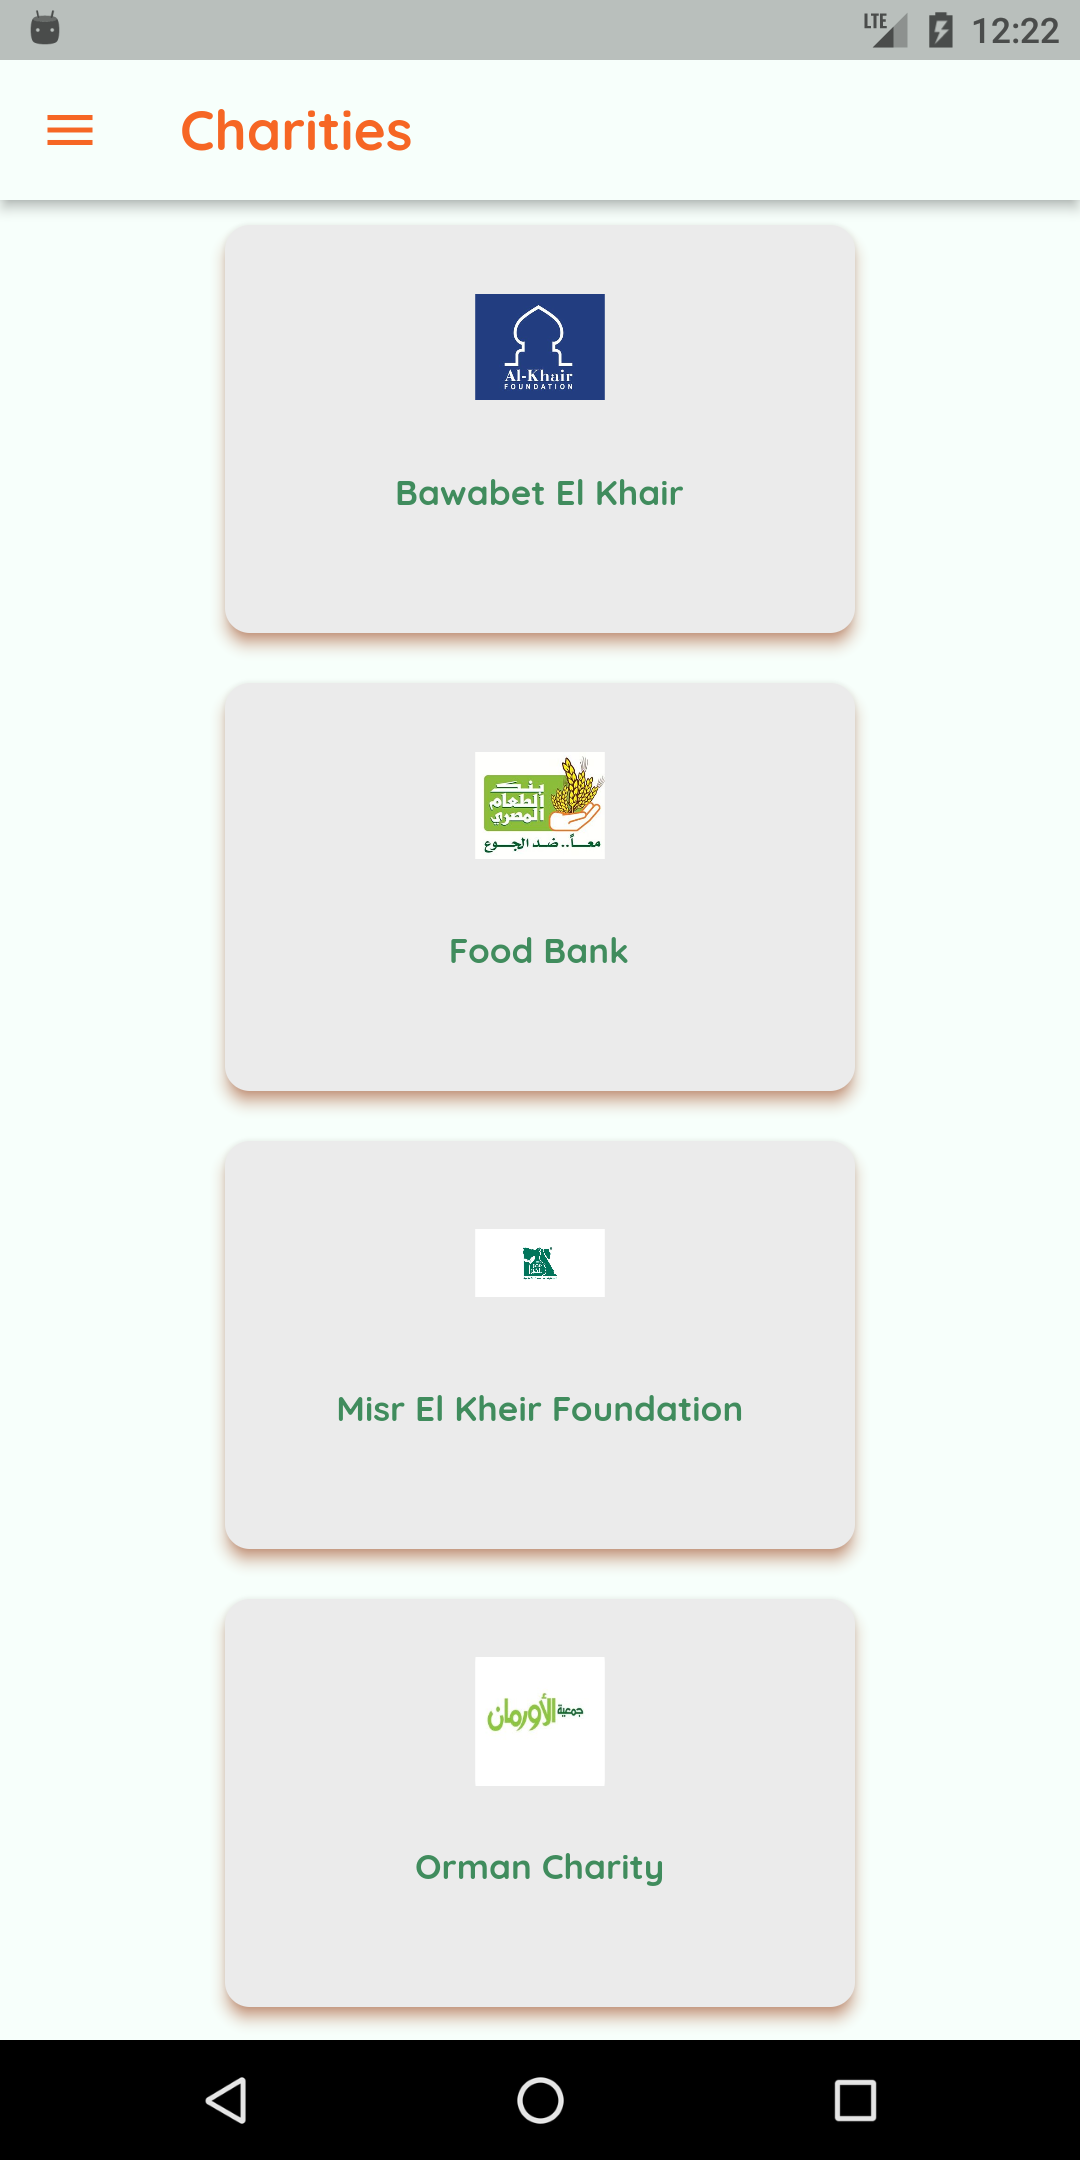 LTE 12:22
Charities
Al-Khair
FOUNDATION
Bawabet El Khair
بنك
الطعام
المصري
معاً.. ضد الجوع
Food Bank
Misr El Kheir Foundation
جمعية الأورمان
Orman Charity